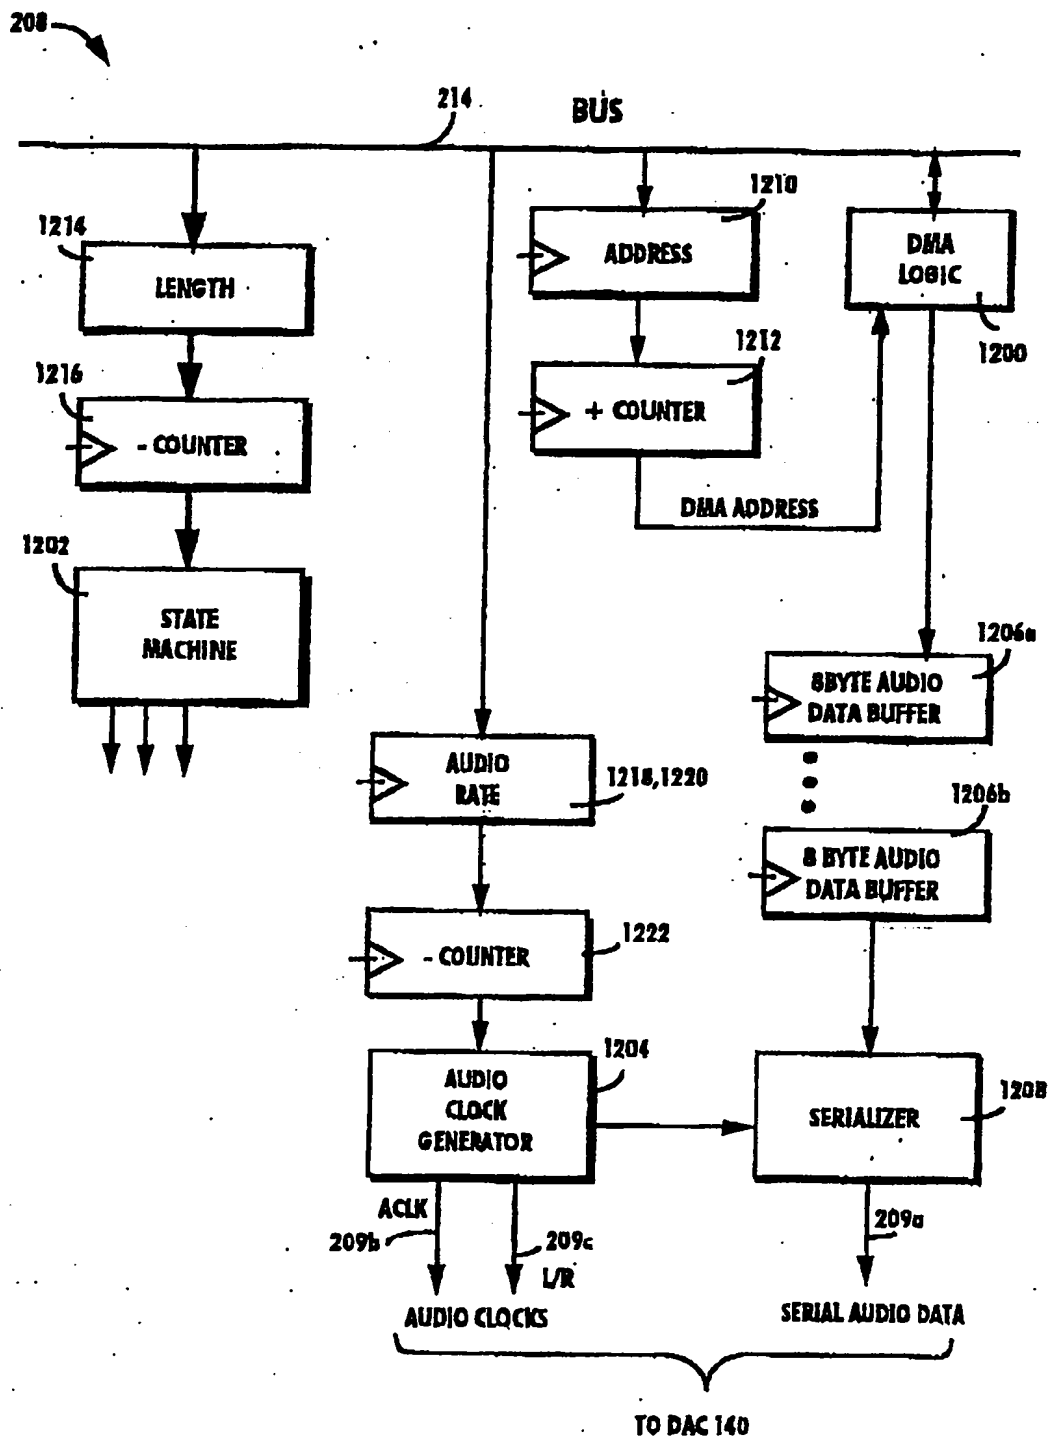 208
214
BUS
1210
1214
ADDRESS
DMA
LOGIC
LENGTH
1200
1212
1216
+ COUNTER
- COUNTER
DMA ADDRESS
1202
STATE
MACHINE
1206a
8BYTE AUDIO
DATA BUFFER
AUDIO
RATE
1218,1220
1206b
8 BYTE AUDIO
DATA BUFFER
1222
- COUNTER
1204
AUDIO
CLOCK
GENERATOR
1208
SERIALIZER
ACLK
209b
209c
L/R
209a
AUDIO CLOCKS
SERIAL AUDIO DATA
TO DAC 140